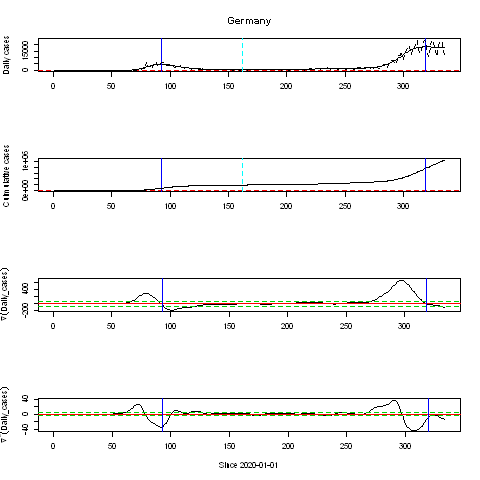 Germany
Daily cases
0 15000
0 50 100 150 200 250 300
Culmulative cases
0e+00 1e+06
0 50 100 150 200 250 300
∇(Daily_cases)
-200 400
0 50 100 150 200 250 300
∇²(Daily_cases)
-40 0 40
0 50 100 150 200 250 300
Since 2020-01-01